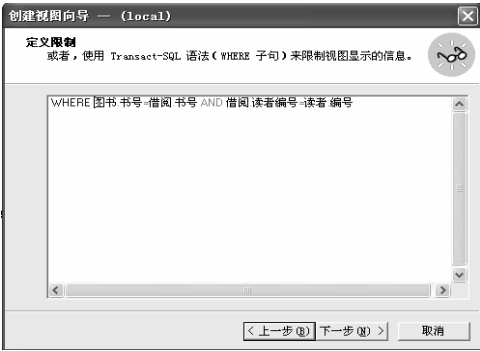 创建视图向导 — (local)
定义限制
或者，使用 Transact-SQL 语法（WHERE 子句）来限制视图显示的信息。
WHERE 图书.书号=借阅.书号 AND 借阅.读者编号=读者.编号
< 上一步(B)
下一步(N) >
取消